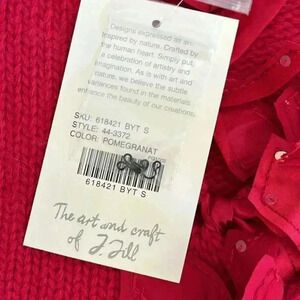 Designs expressed as art.
Inspired by nature. Crafted by
the human heart. Simply put,
a celebration of artistry and
imagination. As is with art and
nature, we believe the subtle
variances found in the materials
enhance the beauty of our creations.
SKU: 618421 BYT S
STYLE: 44-3372
COLOR: POMEGRANAT
618421 BYT S
The art and craft
of J. Jill